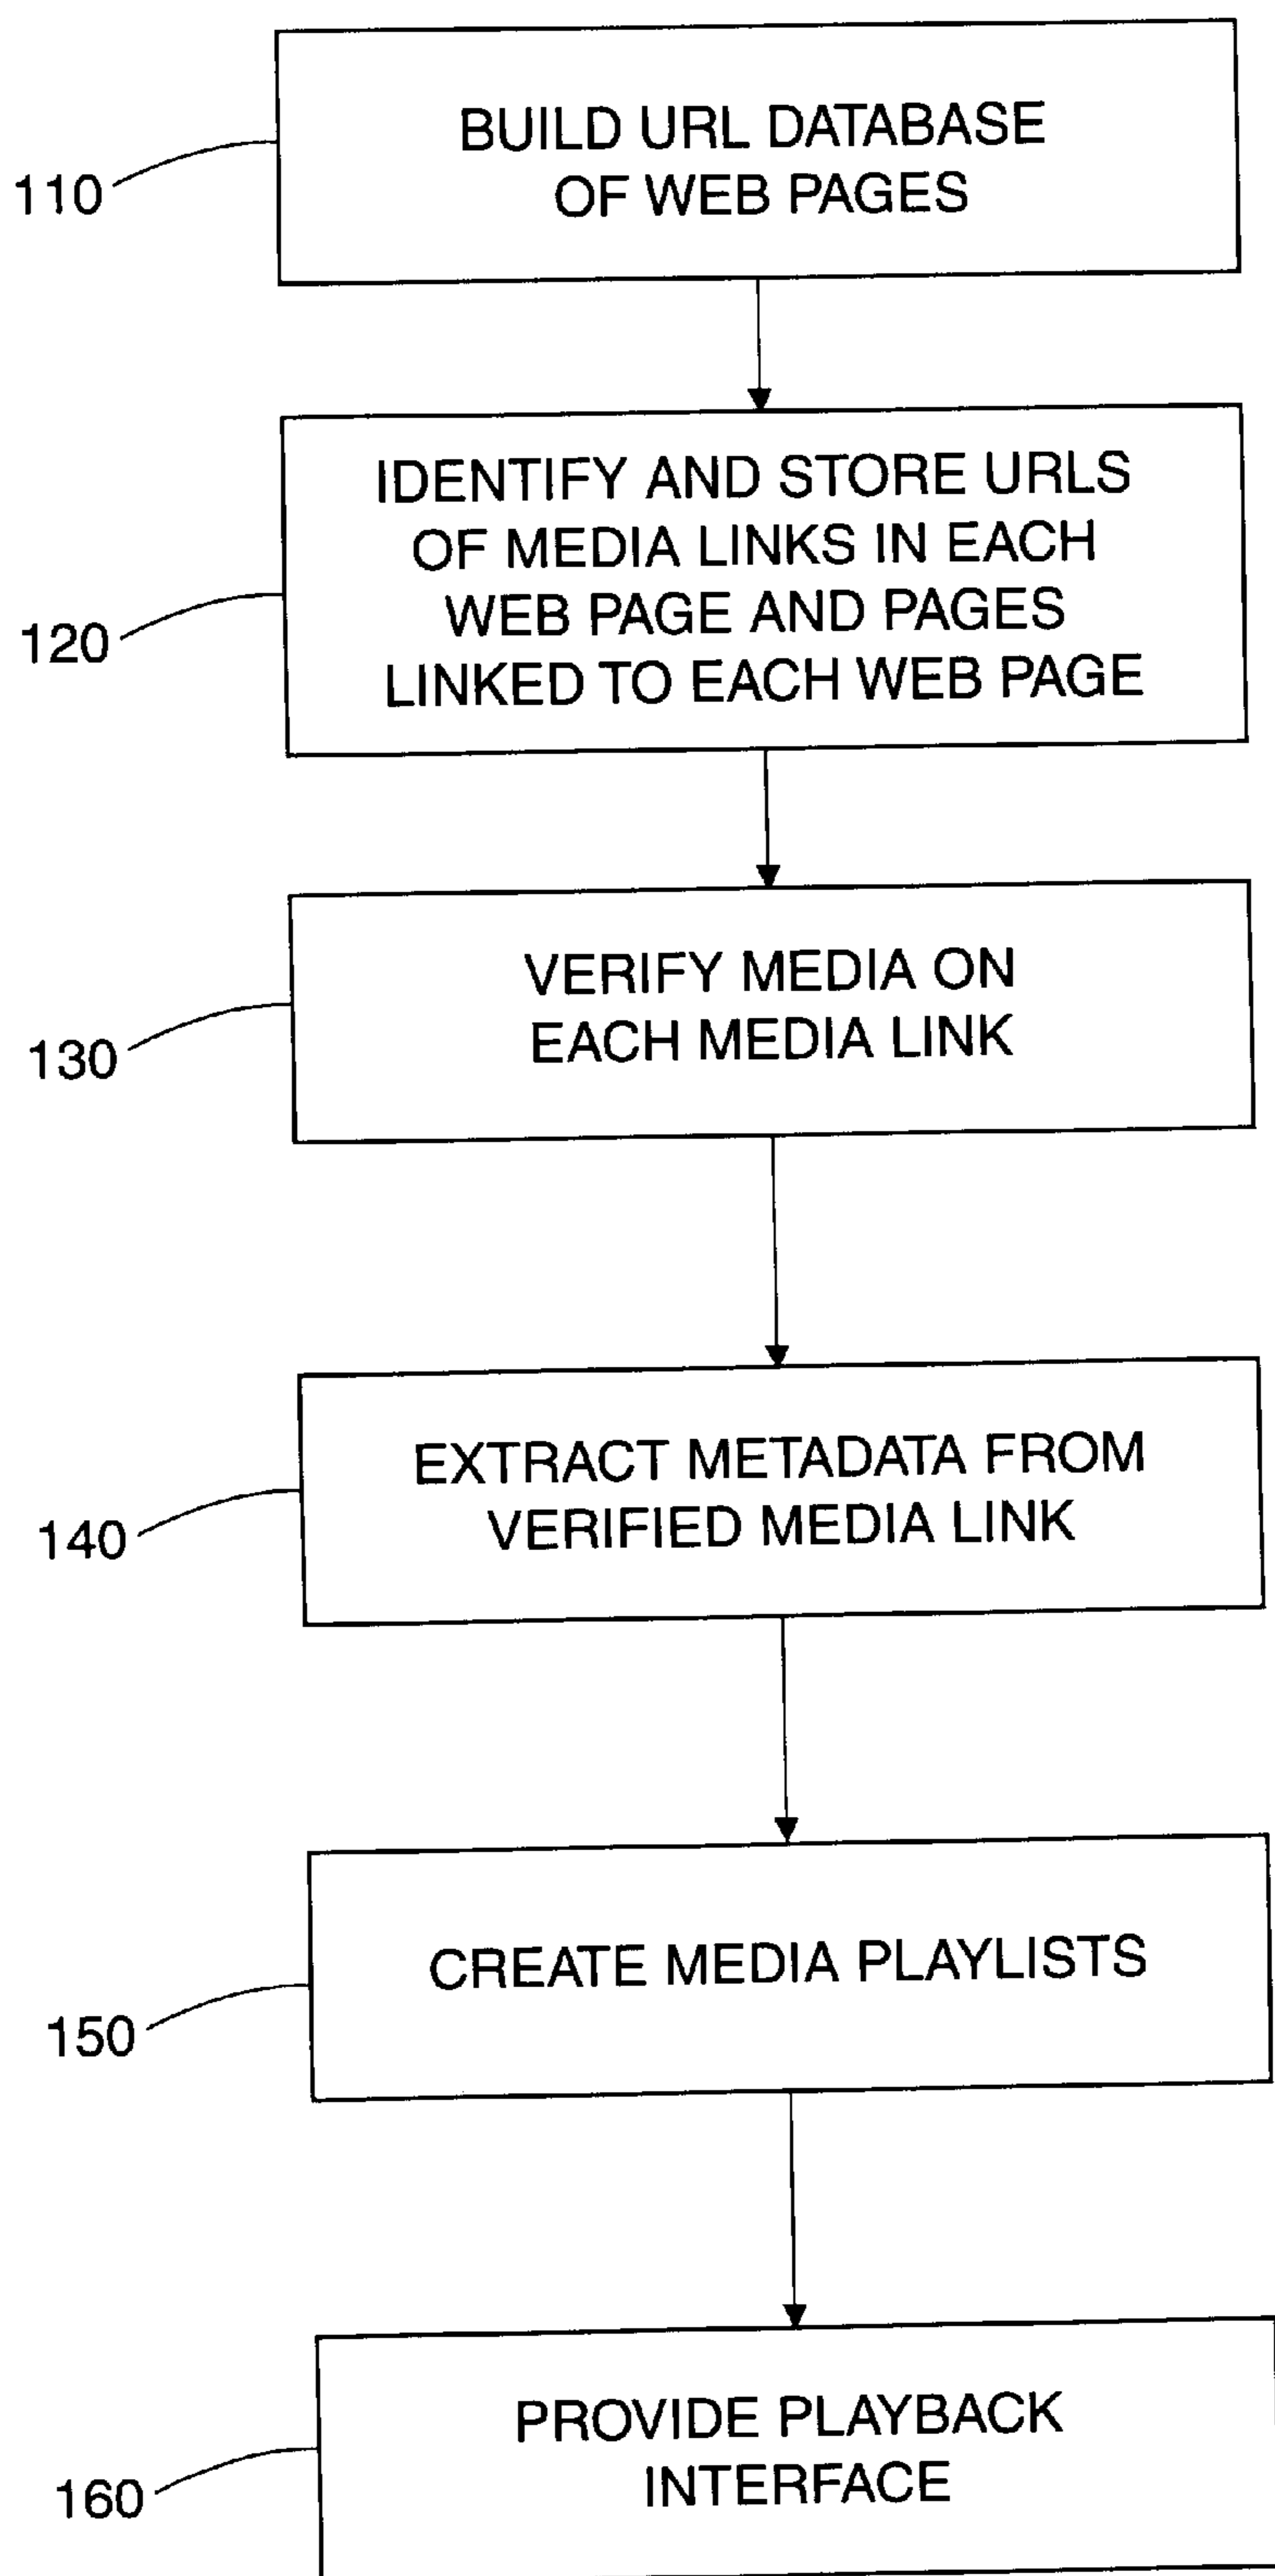 110
BUILD URL DATABASE
OF WEB PAGES
120
IDENTIFY AND STORE URLS
OF MEDIA LINKS IN EACH
WEB PAGE AND PAGES
LINKED TO EACH WEB PAGE
130
VERIFY MEDIA ON
EACH MEDIA LINK
140
EXTRACT METADATA FROM
VERIFIED MEDIA LINK
150
CREATE MEDIA PLAYLISTS
160
PROVIDE PLAYBACK
INTERFACE